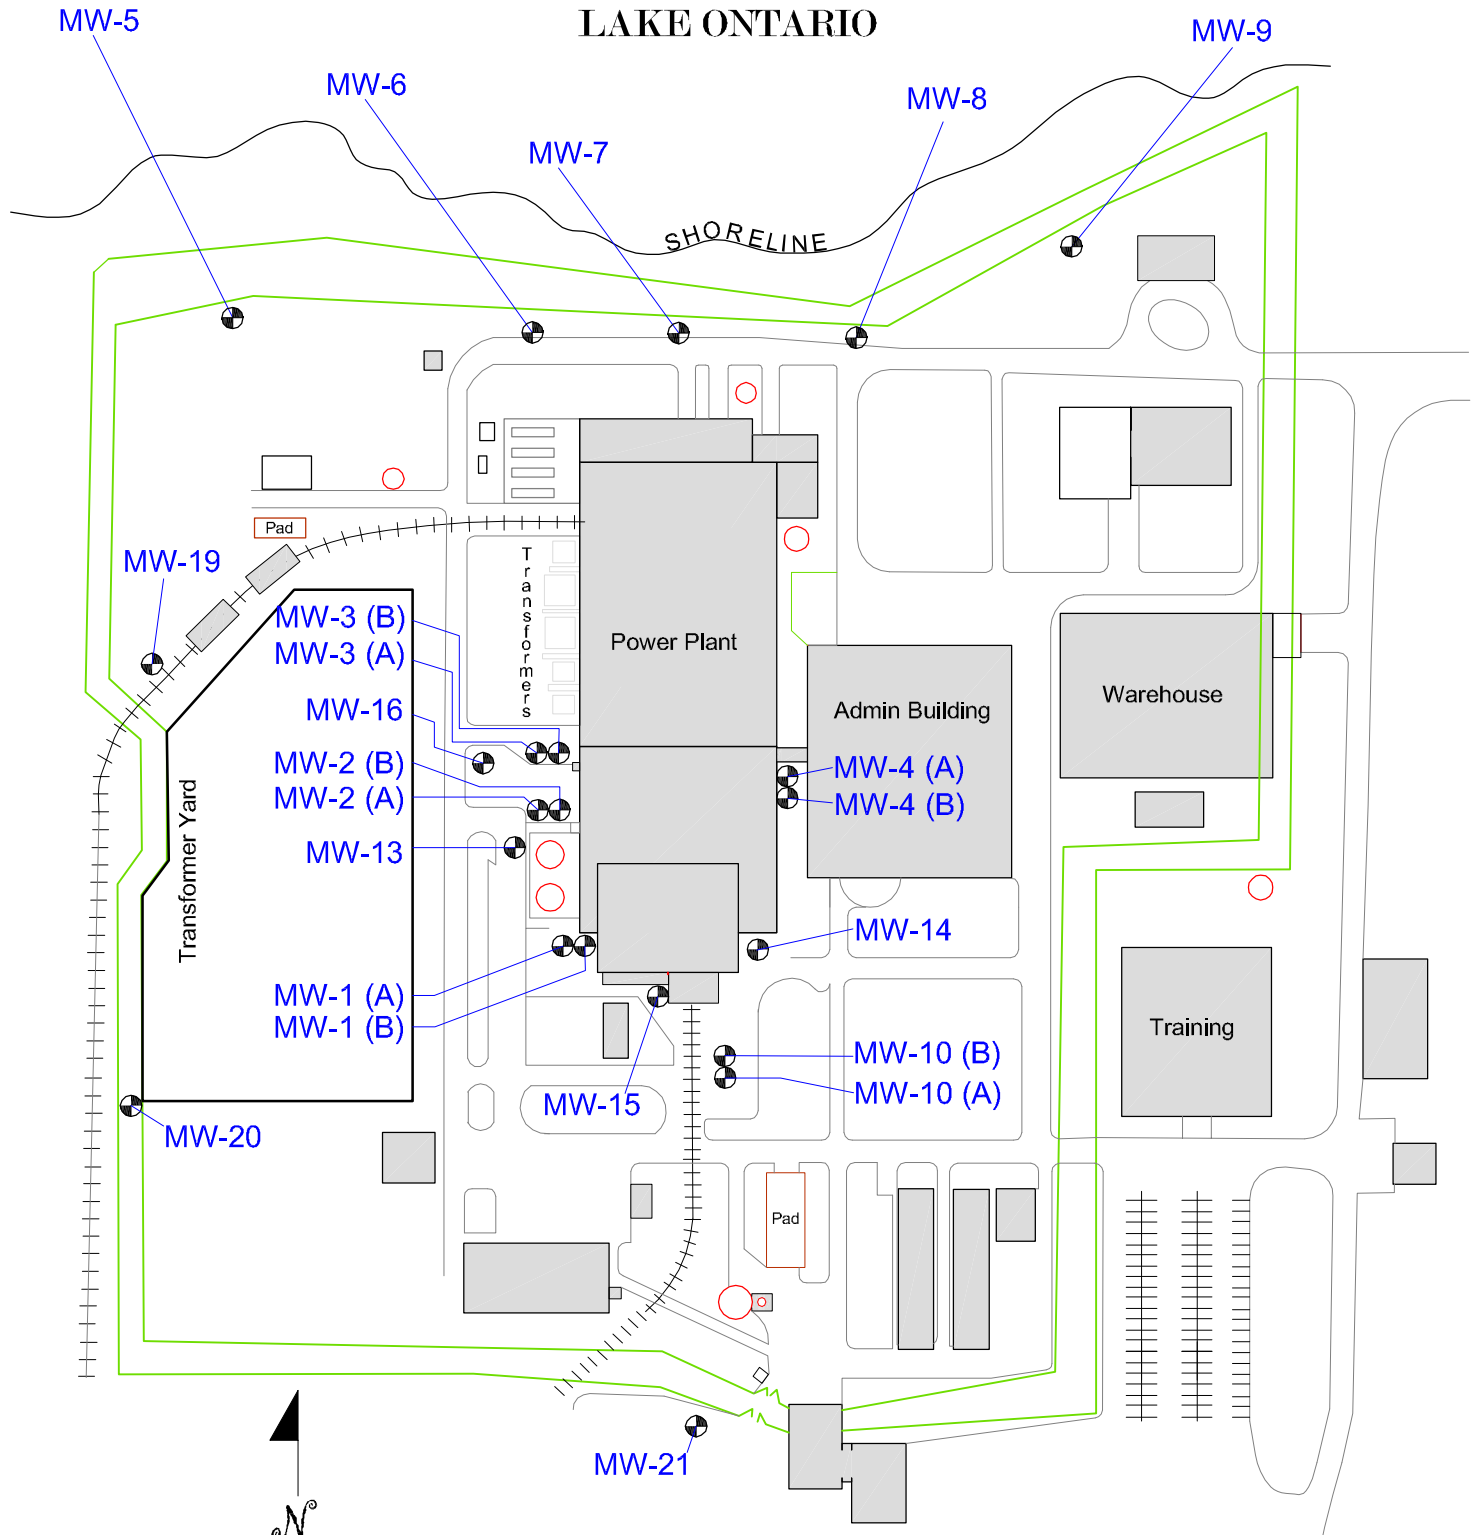 LAKE ONTARIO
MW-5
MW-9
MW-6
MW-8
MW-7
SHORELINE
Pad
MW-19
Transformers
MW-3 (B)
MW-3 (A)
Power Plant
MW-16
Admin Building
Warehouse
MW-2 (B)
MW-2 (A)
MW-4 (A)
MW-4 (B)
MW-13
Transformer Yard
MW-14
MW-1 (A)
MW-1 (B)
Training
MW-10 (B)
MW-10 (A)
MW-15
MW-20
Pad
MW-21
N